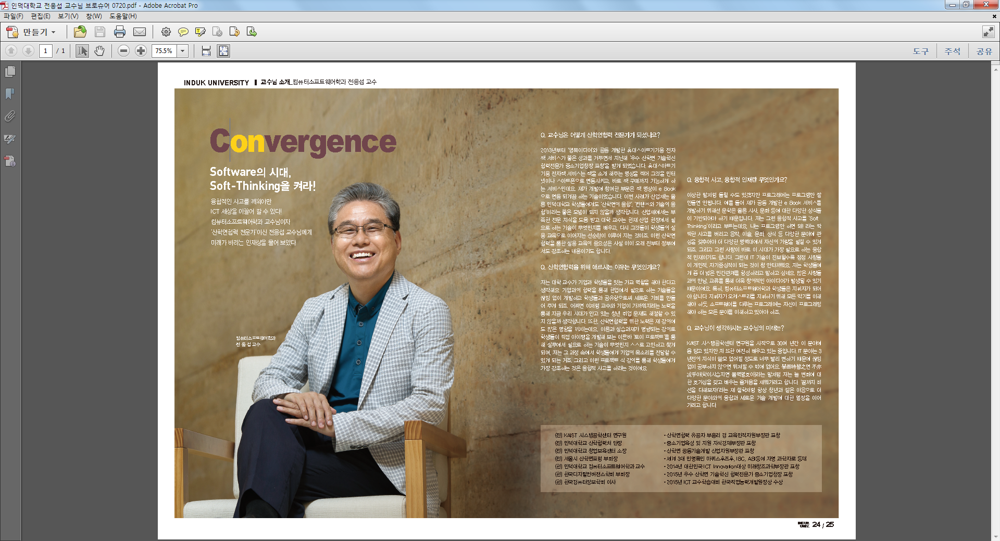 인덕대학교 전응섭 교수님 브로슈어 0720.pdf - Adobe Acrobat Pro
파일(F) 편집(E) 보기(V) 창(W) 도움말(H)
만들기
1 / 1
75.5%
도구 주석 공유
INDUK UNIVERSITY 교수님 소개_컴퓨터소프트웨어학과 전응섭 교수
Convergence
Software의 시대,
Soft-Thinking을 켜라!
융합적인 사고를 깨워야만
ICT 세상을 이끌어 갈 수 있다!
컴퓨터소프트웨어학과 교수님이자
'산학연협력 전문가'이신 전응섭 교수님에게
미래가 바라는 인재상을 물어 보았다
컴퓨터소프트웨어학과
전 응 섭 교수
Q. 교수님은 어떻게 산학연협력 전문가가 되셨나요?
2013년부터 '앱북미디어'와 공동 개발한 휴대스마트기기용 전자
책 서비스가 좋은 성과를 거두면서 지난해 '우수 산학연 기술혁신
협력전문가 중소기업청장 표창'을 받게 되었습니다. 휴대스마트기
기용 전자책 서비스는 책을 소개 해주는 영상을 찍어 그것을 인터
넷이나 스마트폰으로 연동시키고, 바로 책 구매까지 가능하게 하
는 서비스인데요. 제가 개발에 참여한 부분은 책 영상이 e Book
으로 연동 되게끔 하는 기술이었습니다. 이번 사례가 산업체는 물
론 인덕대학교 학생들에게도 '산학연의 융합', '컨텐츠와 기술의 융
합'이라는 좋은 모델이 되지 않을까 생각합니다. 산업체에서는 부
족한 전문 지식을 도움 받고 대학 교수는 현재 산업 현장에서 필
요로 하는 기술이 무엇인지를 배우고, 다시 그것들이 학생들의 실
용 교육으로 이어지는 선순환이 이루어 지는 것이죠. 이런 산학연
협력을 통한 실용 교육의 중요성은 사실 이미 오래 전부터 정부에
서도 강조하는 내용이기도 합니다.
Q. 산학연협력을 위해 애쓰시는 이유는 무엇인가요?
저는 대학 교수가 기업과 학생들을 잇는 가교 역할을 해야 한다고
생각해요. 기업과의 협력을 통해 현업에서 필요로 하는 기술들을
끊임 없이 개발하고 학생들과 공유함으로써 새로운 기회를 만들
어 주게 되죠. 어쩌면 이처럼 교수와 기업이 가까워지려는 노력을
통해 지금 우리 시대가 안고 있는 청년 취업 문제도 해결할 수 있
지 않을까 생각합니다. 또한, 산학연협력을 위한 노력은 제 강의에
도 많은 영향을 끼치는데요. 이론과 실습과제가 병행되는 강의로
학생들이 직접 아이템을 개발해 보는 이른바 '토이 프로젝트'를 통
해 실무에서 필요로 하는 기술이 무엇인지 스스로 고민하고 찾게
되며, 저는 그 과정 속에서 학생들에게 기업의 목소리를 전달할 수
있게 되는 거죠. 그리고 이런 프로젝트 식 강의를 통해 학생들에게
가장 강조하는 것은 융합적 사고를 하라는 것이에요.
Q. 융합적 사고, 융합적 인재란 무엇인가요?
이상한 말처럼 들릴 수도 있겠지만 프로그래머는 프로그램만 잘
만들면 안됩니다. 예를 들어 제가 공동 개발한 e Book 서비스를
개발하기 위해선 문학은 물론 시사, 문화 등에 대한 다양한 상식들
이 기반되어야 하기 때문입니다. 저는 그런 융합적 사고를 'Soft
Thinking'이라고 부르는데요, 나는 프로그램만 하면 돼! 라는 딱
딱한 사고를 버리고 음악, 미술, 문화, 상식 등 다양한 분야에 관
심을 갖추어야 더 다양한 영역대에서 자신의 기량을 펼칠 수 있게
되죠. 그리고 그런 사람이 바로 이 시대가 가장 필요로 하는 융합
적 인재이기도 합니다. 그런데 IT 기술이 진보될수록 점점 사람들
이 개인적, 자기중심적이 되는 것이 참 안타까워요. 저는 학생들에
게 좀 더 넓은 인간관계를 형성하라고 말하고 싶네요. 많은 사람들
과의 만남, 교류를 통해 더욱 창의적인 아이디어가 발생될 수 있기
때문이에요. 특히, 컴퓨터소프트웨어학과 학생들은 지휘자가 되어
야 합니다. 지휘자가 오케스트라를 지휘하기 위해 모든 악기를 이해
해야 하듯, 소프트웨어를 다루는 프로그래머는 자신이 프로그래밍
해야 하는 모든 분야를 이해하고 있어야 하죠.
Q. 교수님이 생각하시는 교수님의 미래는?
KAIST 시스템공학센터 연구원을 시작으로 30여 년간 이 분야에
몸 담고 있지만 저 또한 여전히 배우고 있는 중입니다. IT 분야는 3
년전의 지식이 쓸모 없어질 정도로 너무 빨리 변하기 때문에 끊임
없이 공부하지 않으면 뒤처질 수 밖에 없어요. 學而時習之면 不亦
說乎아(학이시습지면 불역열호아)라는 말처럼 저는 늘 변화에 대
한 호기심을 갖고 배우는 즐거움을 채워가려고 합니다. '끝까지 최
선을 다해보자!'라는 제 철학처럼 항상 청년과 같은 마음으로 더
다양한 분야와의 융합과 새로운 기술 개발에 대한 열정을 이어
가려고 합니다.
(전) KAIST 시스템공학센터 연구원
(전) 인덕대학교 산학협력처 단장
(전) 인덕대학교 창업보육센터 소장
(전) 서울시 산학연포럼 부회장
(현) 인덕대학교 컴퓨터소프트웨어학과 교수
(현) 한국디지털컨버전스학회 부회장
(현) 한국컴퓨터정보학회 이사
• 산학연협력 유공자 부총리 겸 교육인적자원부장관 표창
• 중소기업육성 및 지원 지식경제부장관 표창
• 산학연 공동기술개발 산업자원부장관 표창
• 세계 3대 인명록인 마퀴스후즈후, IBC, ABI등에 저명 과학자로 등재
• 2014년 대한민국 ICT Innovation대상 미래창조과학부장관 표창
• 2015년 우수 산학연 기술혁신 협력전문가 중소기업청장 표창
• 2015년 ICT 교수학습대회 한국직업능력개발원장상 수상
INDUK
UNIV. 24 / 25